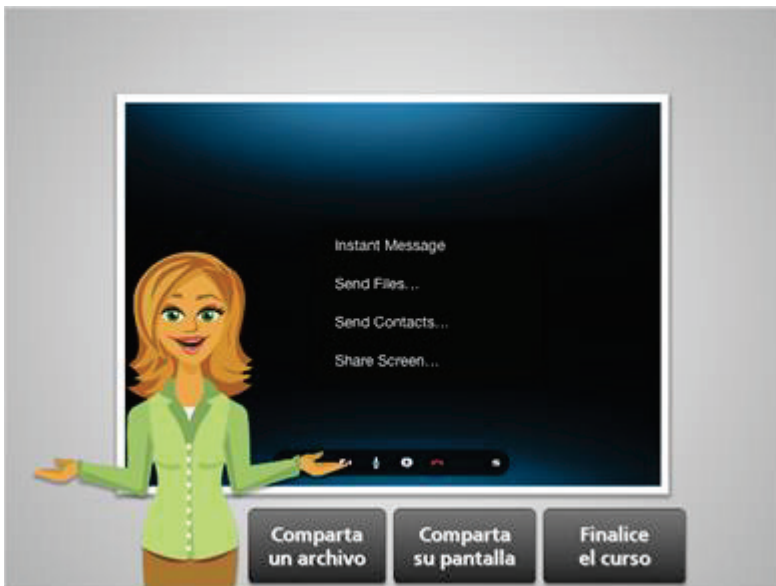 Instant Message
Send Files...
Send Contacts...
Share Screen...
Comparta
un archivo
Comparta
su pantalla
Finalice
el curso